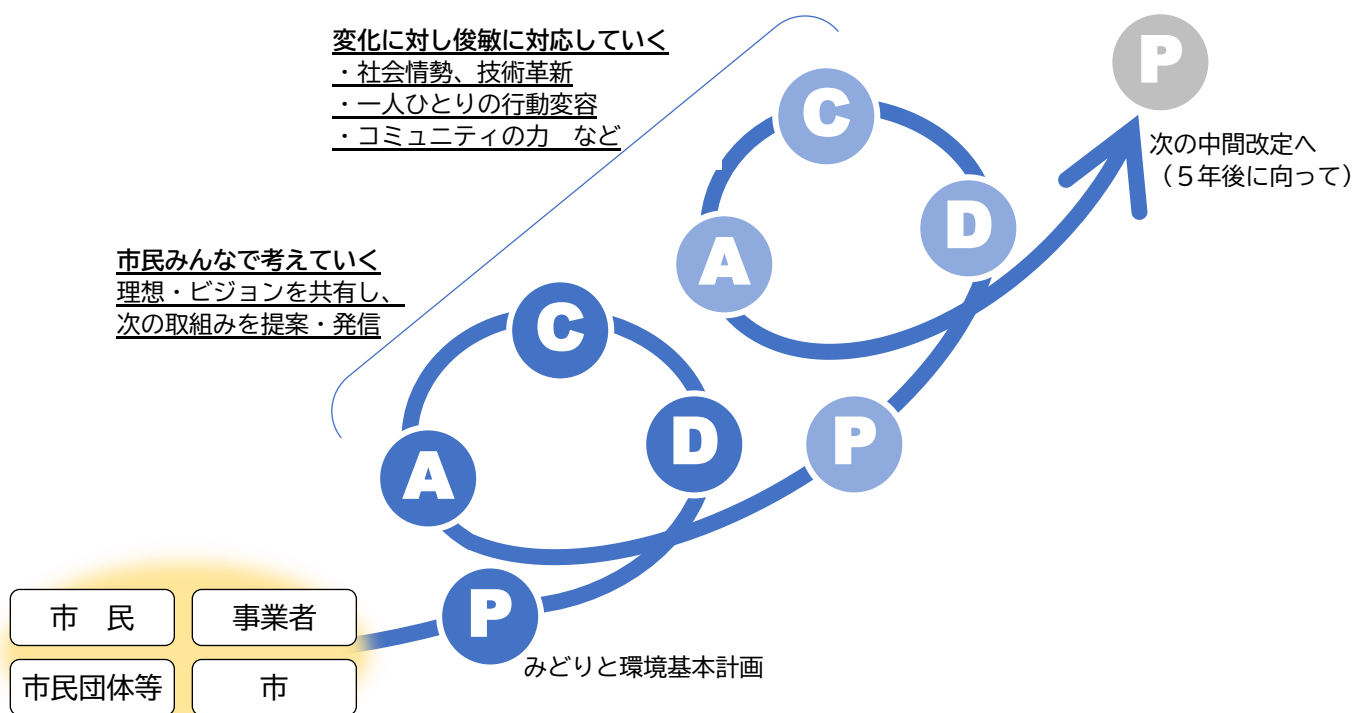 変化に対し俊敏に対応していく
・社会情勢、技術革新
・一人ひとりの行動変容
・コミュニティの力　など
P
次の中間改定へ
（５年後に向って）
C
D
A
市民みんなで考えていく
理想・ビジョンを共有し、
次の取組みを提案・発信
C
D
A
P
P
みどりと環境基本計画
市　民
事業者
市民団体等
市